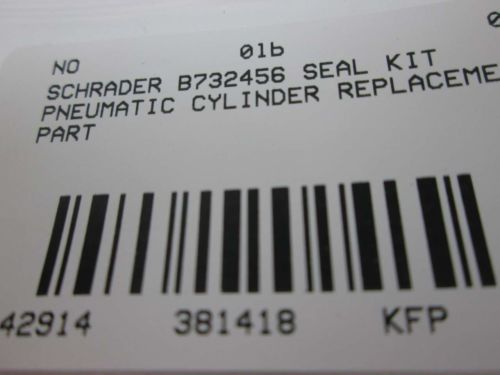 NO 01b
SCHRADER B732456 SEAL KIT
PNEUMATIC CYLINDER REPLACEME
PART
42914 381418 KFP